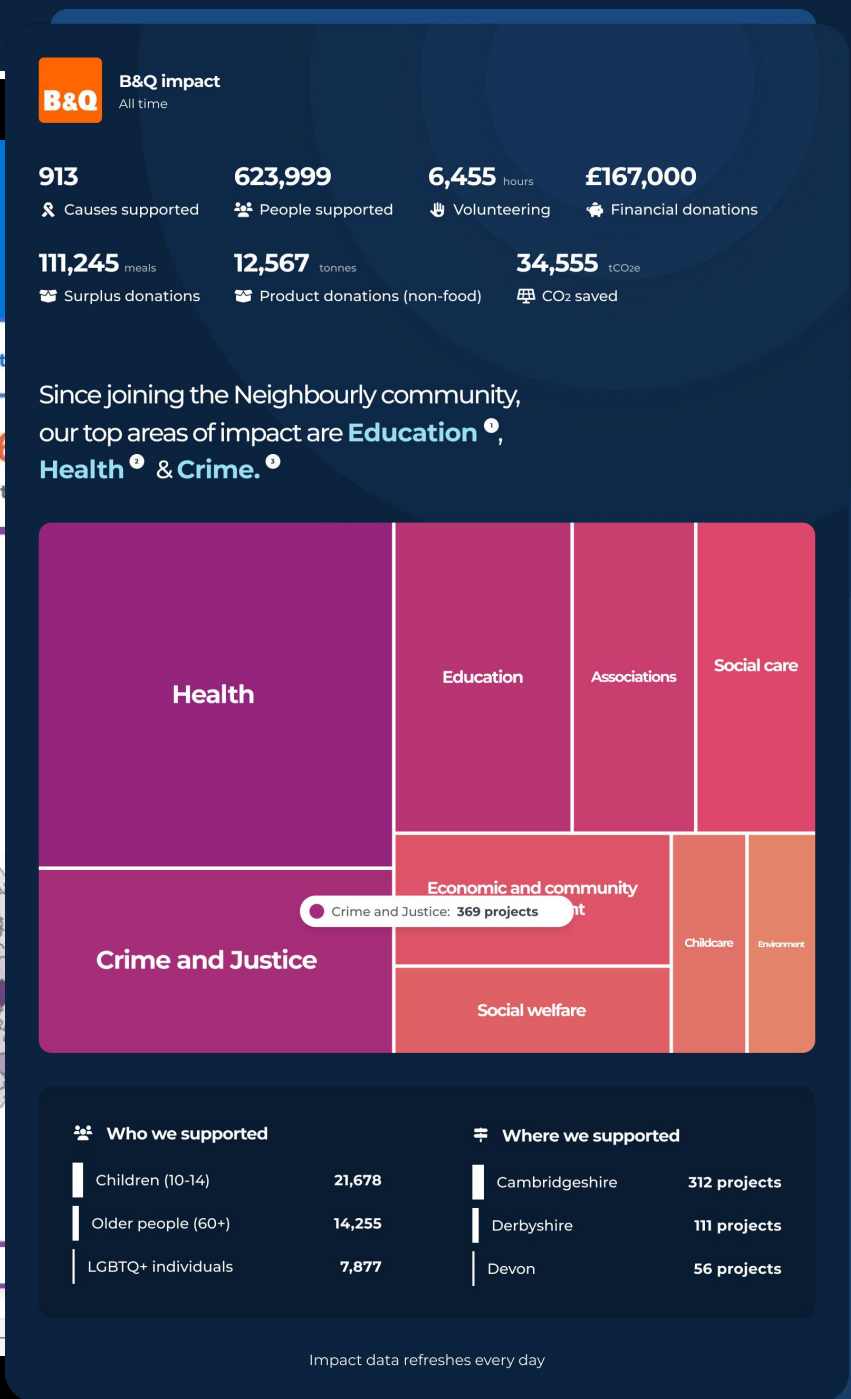 B&Q
B&Q impact
All time
913
Causes supported
623,999
People supported
6,455 hours
Volunteering
£167,000
Financial donations
111,245 meals
Surplus donations
12,567 tonnes
Product donations (non-food)
34,555 tCO2e
CO2 saved
Since joining the Neighbourly community,
our top areas of impact are Education 1,
Health 2 & Crime. 3
Health
Education
Associations
Social care
Economic and community
Crime and Justice: 369 projects
Crime and Justice
Childcare
Environment
Social welfare
Who we supported
Children (10-14) 21,678
Older people (60+) 14,255
LGBTQ+ individuals 7,877
Where we supported
Cambridgeshire 312 projects
Derbyshire 111 projects
Devon 56 projects
Impact data refreshes every day